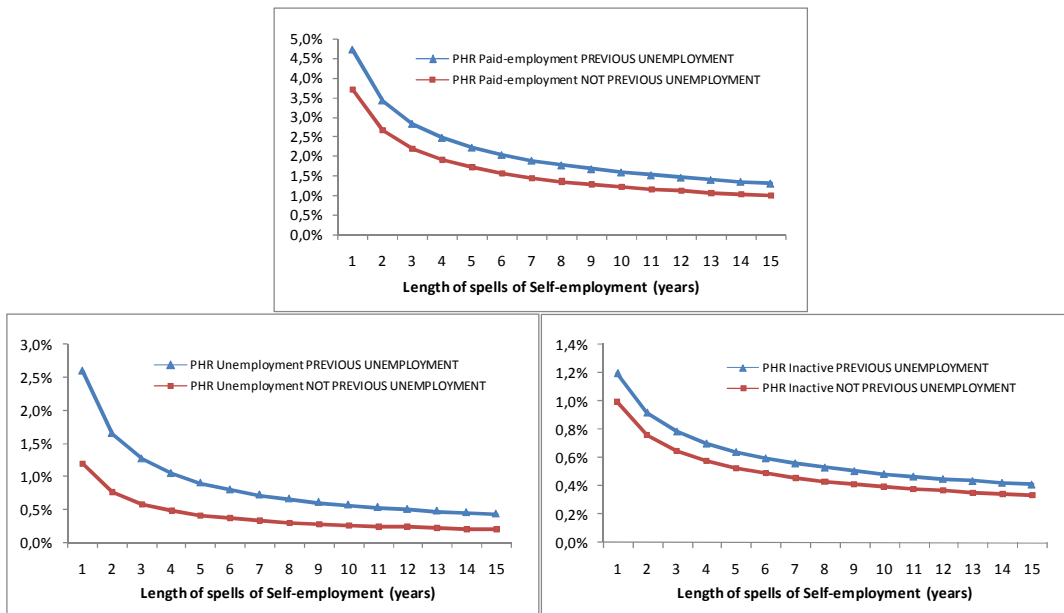 5,0%
4,5%
4,0%
3,5%
3,0%
2,5%
2,0%
1,5%
1,0%
0,5%
0,0%
PHR Paid-employment PREVIOUS UNEMPLOYMENT
PHR Paid-employment NOT PREVIOUS UNEMPLOYMENT
1 2 3 4 5 6 7 8 9 10 11 12 13 14 15
Length of spells of Self-employment (years)
3,0%
2,5%
2,0%
1,5%
1,0%
0,5%
0,0%
PHR Unemployment PREVIOUS UNEMPLOYMENT
PHR Unemployment NOT PREVIOUS UNEMPLOYMENT
1 2 3 4 5 6 7 8 9 10 11 12 13 14 15
Length of spells of Self-employment (years)
1,4%
1,2%
1,0%
0,8%
0,6%
0,4%
0,2%
0,0%
PHR Inactive PREVIOUS UNEMPLOYMENT
PHR Inactive NOT PREVIOUS UNEMPLOYMENT
1 2 3 4 5 6 7 8 9 10 11 12 13 14 15
Length of spells of Self-employment (years)